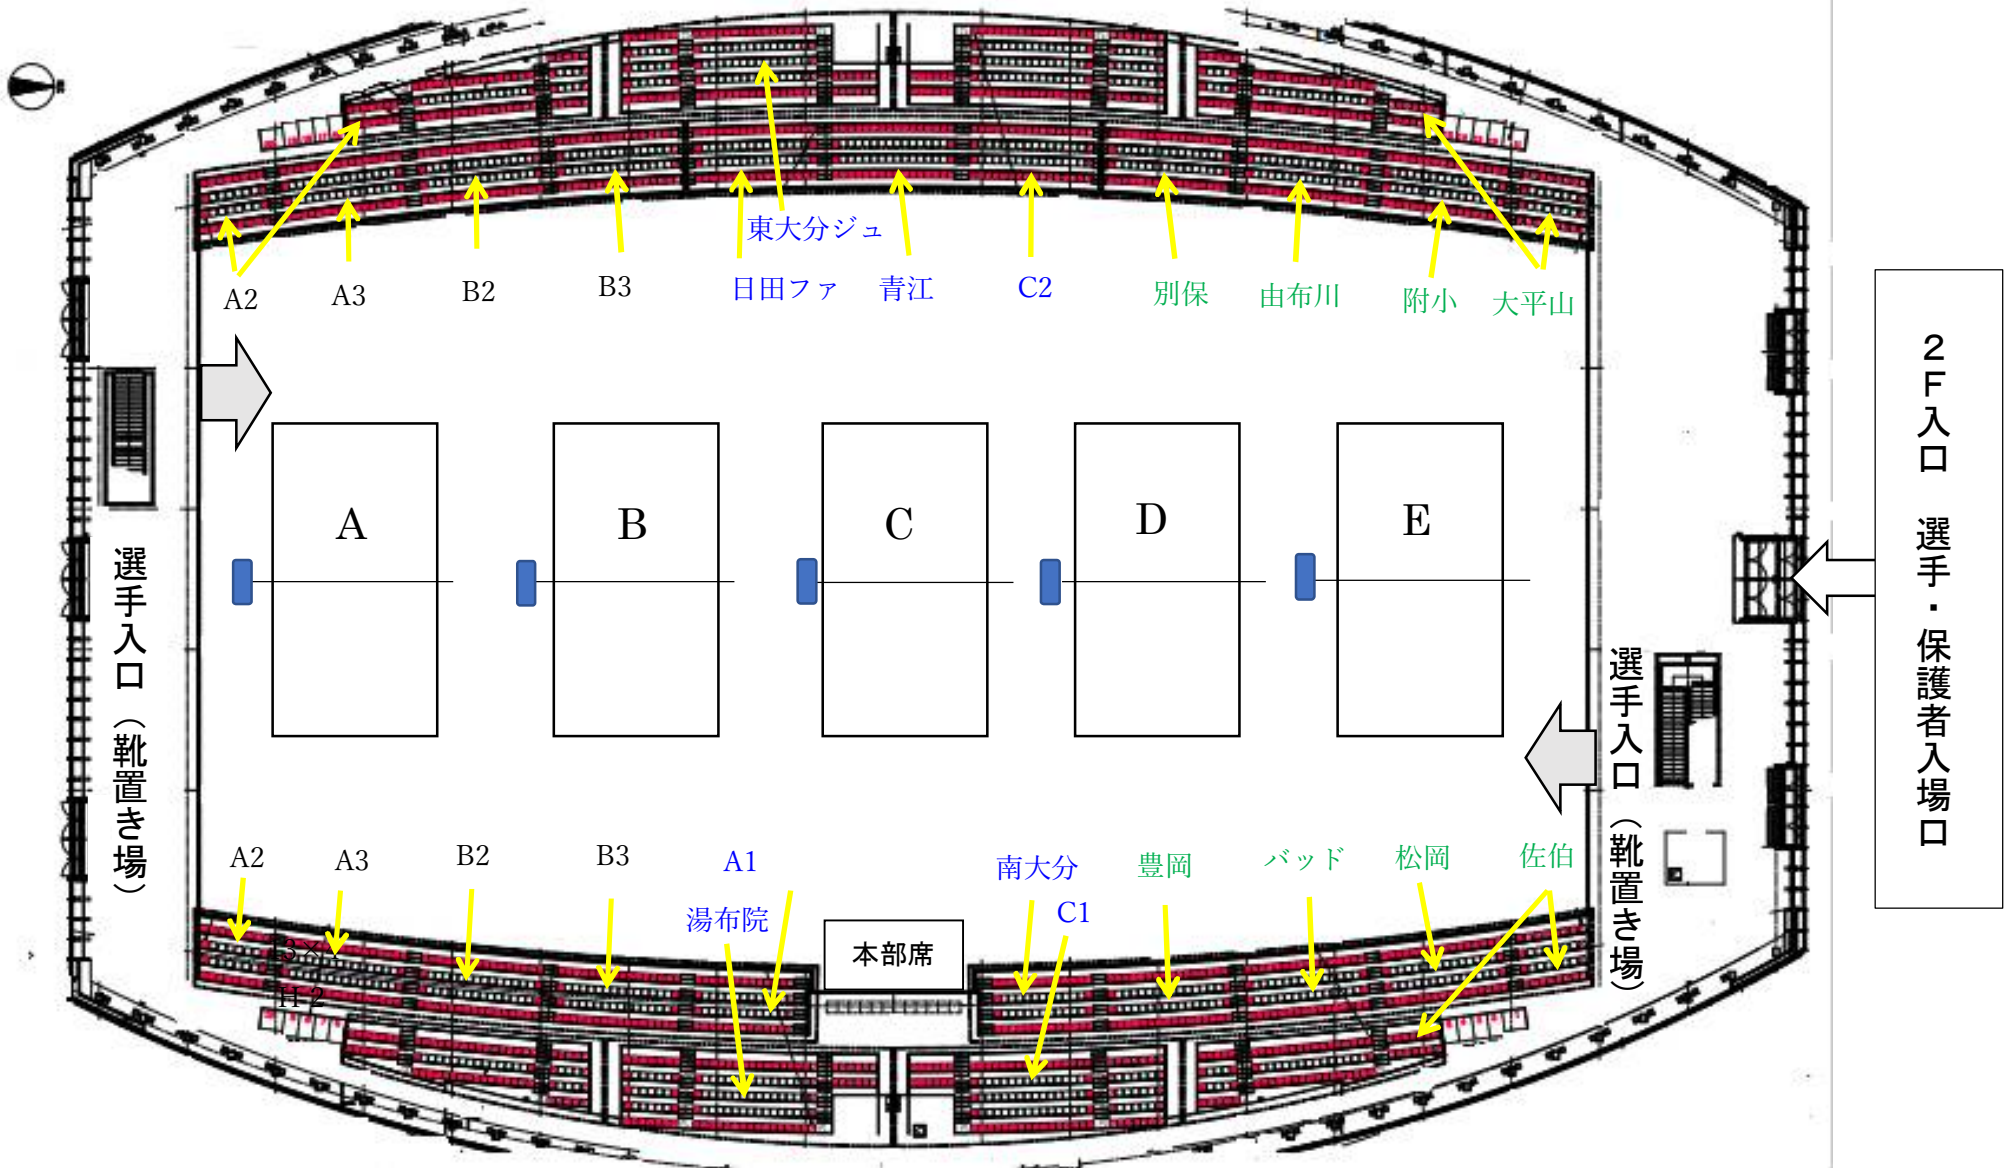 東大分ジュ
A2
A3
B2
B3
日田ファ
青江
C2
別保
由布川
附小
大平山
A
B
C
D
E
選手入口（靴置き場）
選手入口（靴置き場）
2F入口　選手・保護者入場口
A2
A3
B2
B3
A1
湯布院
本部席
南大分
C1
豊岡
バッド
松岡
佐伯
H-2